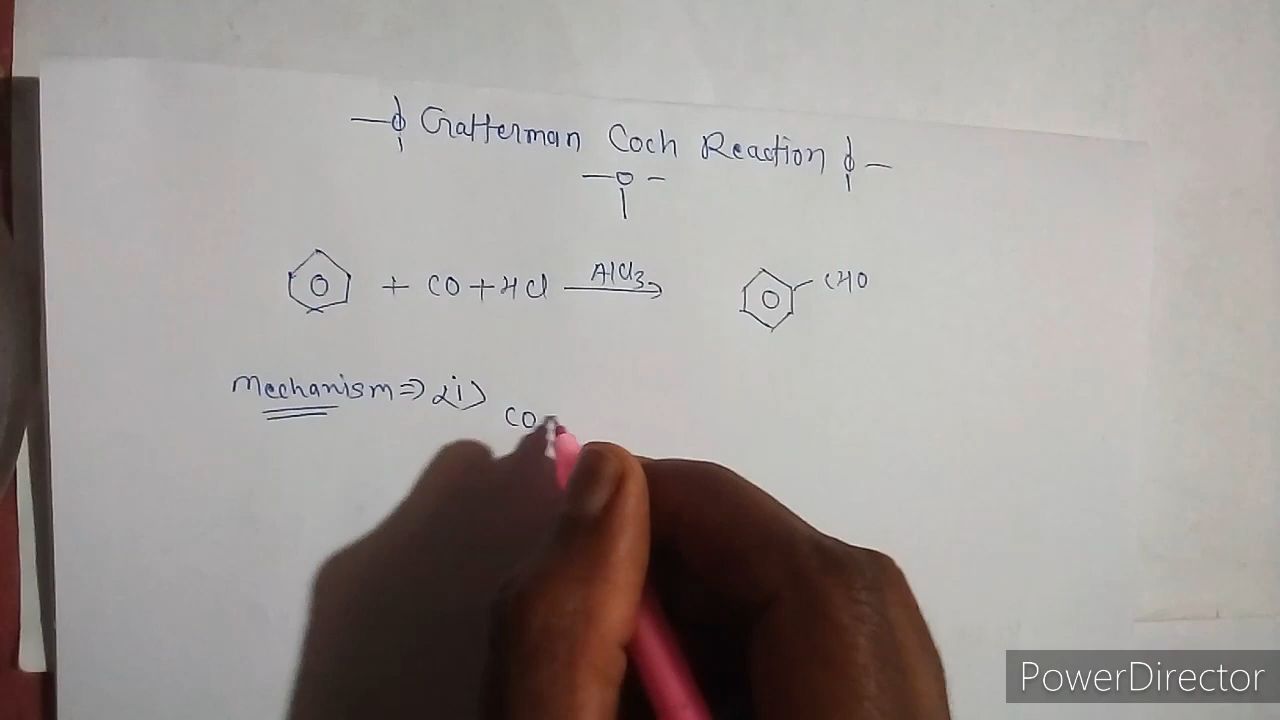 Gatterman Coch Reaction
+ CO + HCl AlCl3 CHO
Mechanism ⇒ (i)
CO
PowerDirector